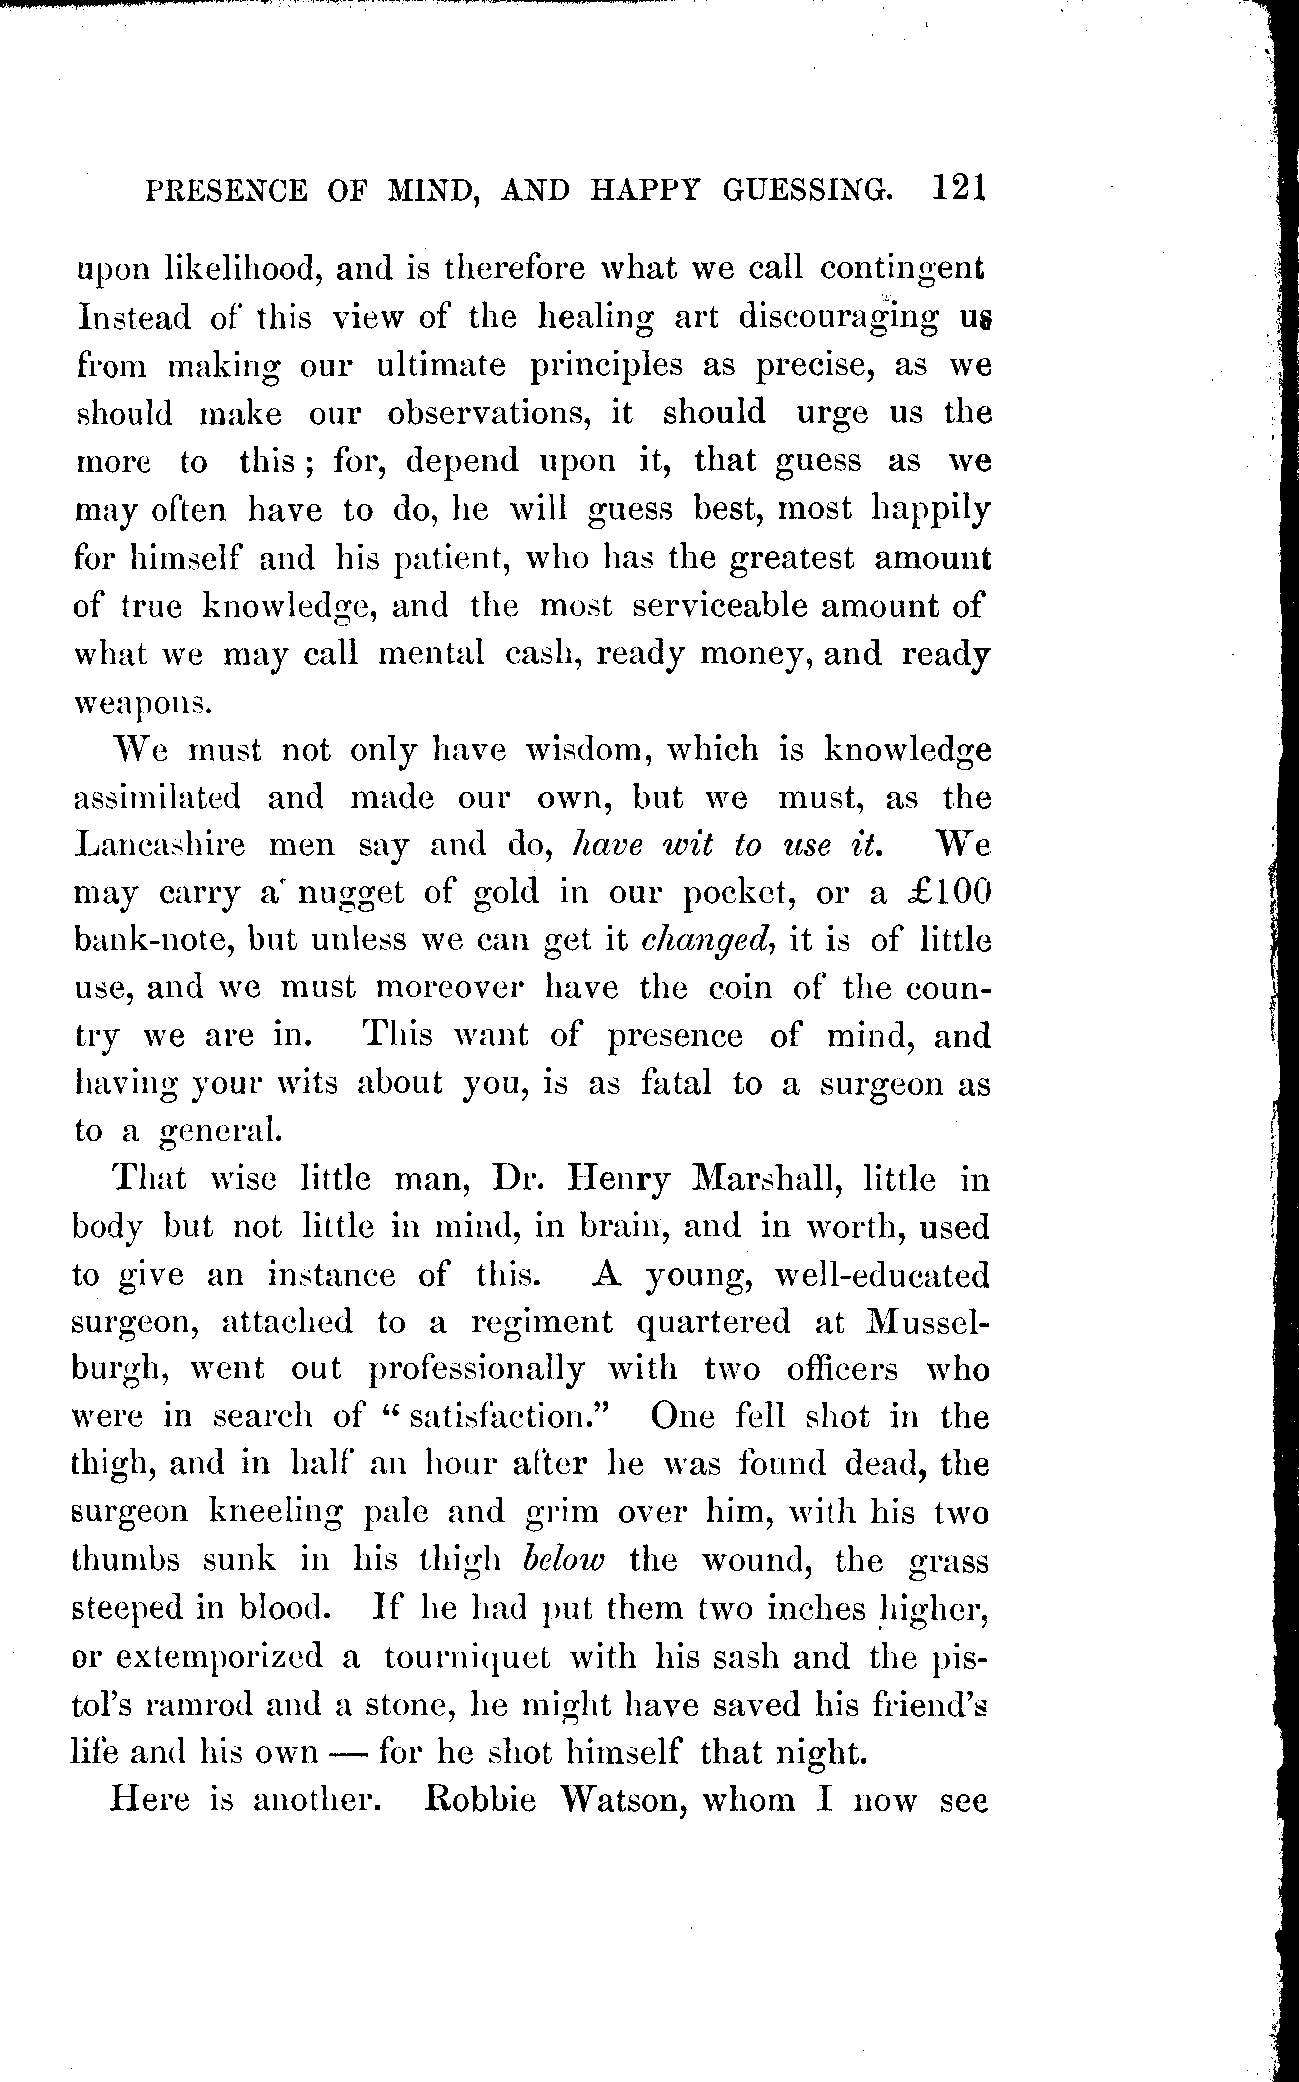 PRESENCE OF MIND, AND HAPPY GUESSING. 121
upon likelihood, and is therefore what we call contingent
Instead of this view of the healing art discouraging us
from making our ultimate principles as precise, as we
should make our observations, it should urge us the
more to this ; for, depend upon it, that guess as we
may often have to do, he will guess best, most happily
for himself and his patient, who has the greatest amount
of true knowledge, and the most serviceable amount of
what we may call mental cash, ready money, and ready
weapons.
We must not only have wisdom, which is knowledge
assimilated and made our own, but we must, as the
Lancashire men say and do, have wit to use it. We
may carry a nugget of gold in our pocket, or a £100
bank-note, but unless we can get it changed, it is of little
use, and we must moreover have the coin of the coun-
try we are in. This want of presence of mind, and
having your wits about you, is as fatal to a surgeon as
to a general.
That wise little man, Dr. Henry Marshall, little in
body but not little in mind, in brain, and in worth, used
to give an instance of this. A young, well-educated
surgeon, attached to a regiment quartered at Mussel-
burgh, went out professionally with two officers who
were in search of “ satisfaction.” One fell shot in the
thigh, and in half an hour after he was found dead, the
surgeon kneeling pale and grim over him, with his two
thumbs sunk in his thigh below the wound, the grass
steeped in blood. If he had put them two inches higher,
or extemporized a tourniquet with his sash and the pis-
tol's ramrod and a stone, he might have saved his friend's
life and his own — for he shot himself that night.
Here is another. Robbie Watson, whom I now see